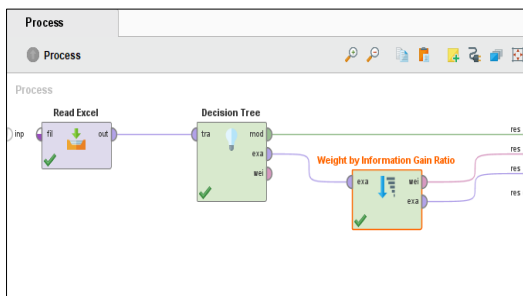 Process
Process
Process
Read Excel
Decision Tree
inp
fil
out
tra
mod
res
exa
wei
Weight by Information Gain Ratio
res
res
exa
wei
exa
res